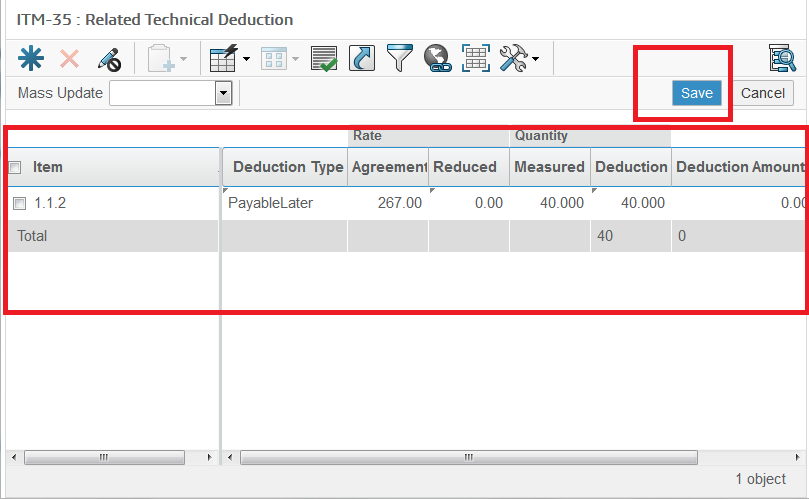 ITM-35 : Related Technical Deduction
Mass Update Save Cancel
Rate Quantity
Item Deduction Type Agreement Reduced Measured Deduction Deduction Amount
1.1.2 PayableLater 267.00 0.00 40.000 40.000 0.00
Total 40 0
1 object